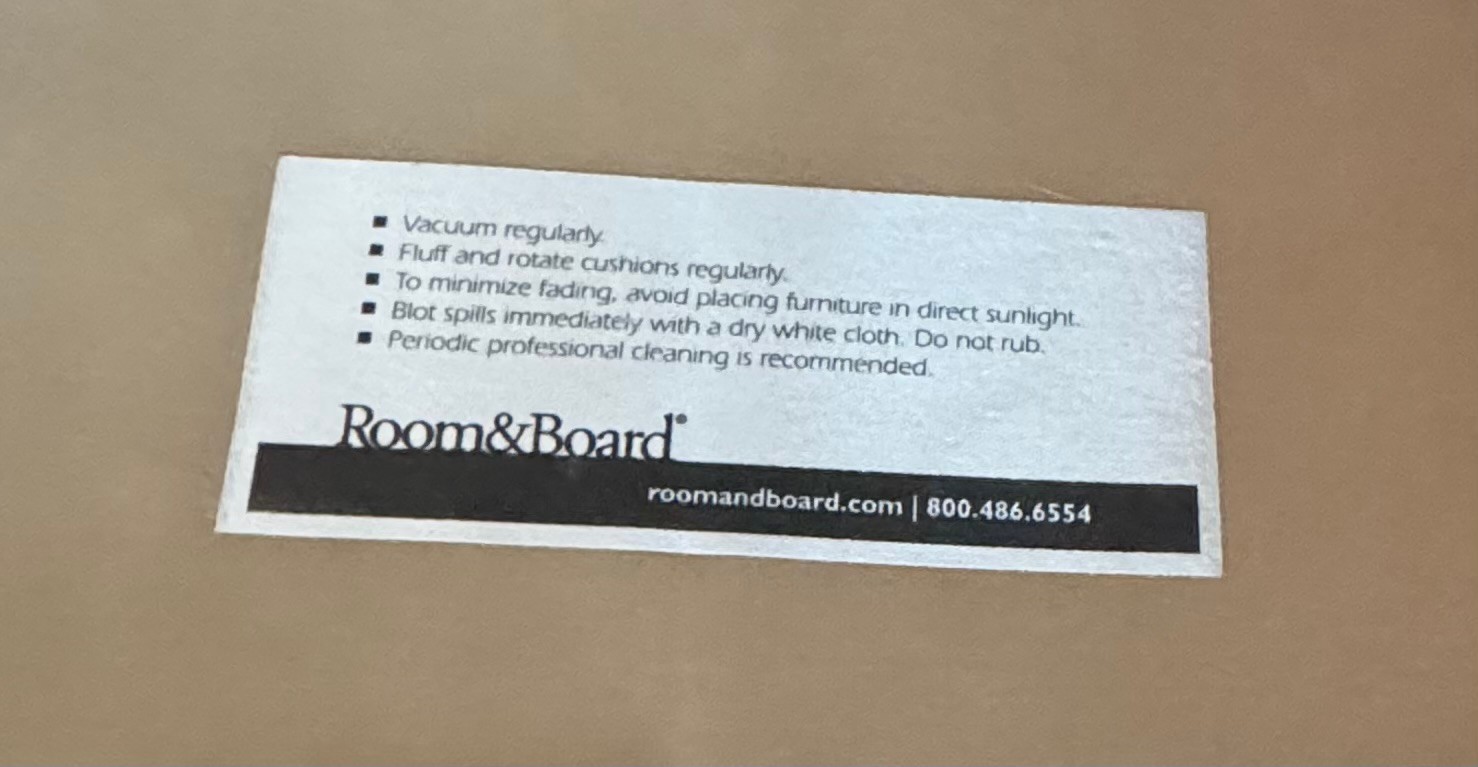 ▪ Vacuum regularly.
▪ Fluff and rotate cushions regularly.
▪ To minimize fading, avoid placing furniture in direct sunlight.
▪ Blot spills immediately with a dry white cloth. Do not rub.
▪ Periodic professional cleaning is recommended.
Room&Board®
roomandboard.com | 800.486.6554